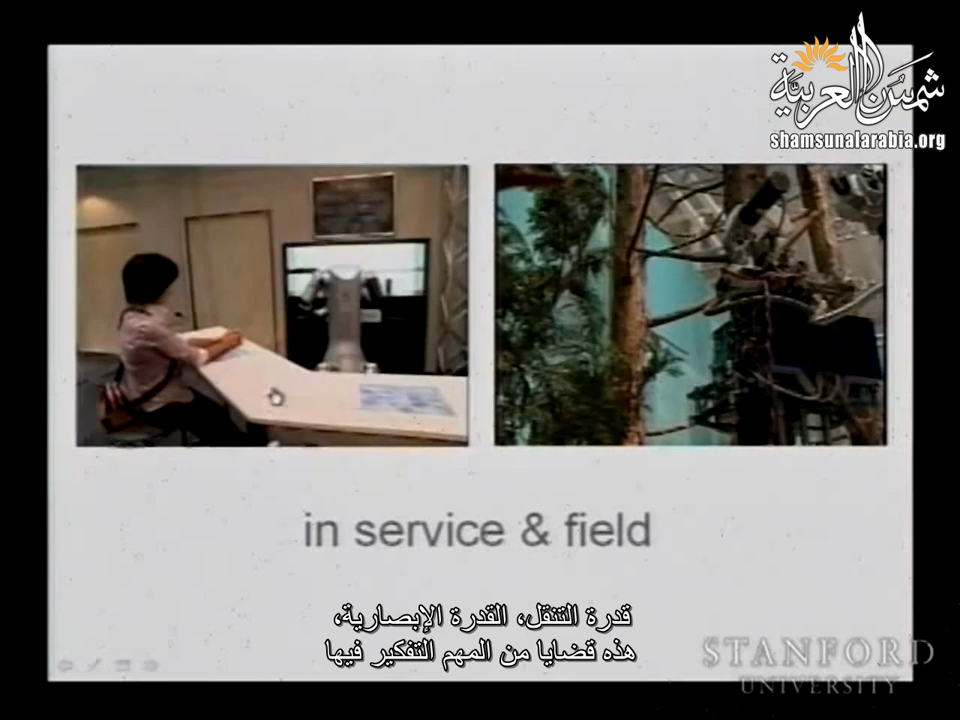 شمس العربية
shamsunalarabia.org
in service & field
قدرة التنقل، القدرة الإبصارية،
هذه قضايا من المهم التفكير فيها
STANFORD
UNIVERSITY